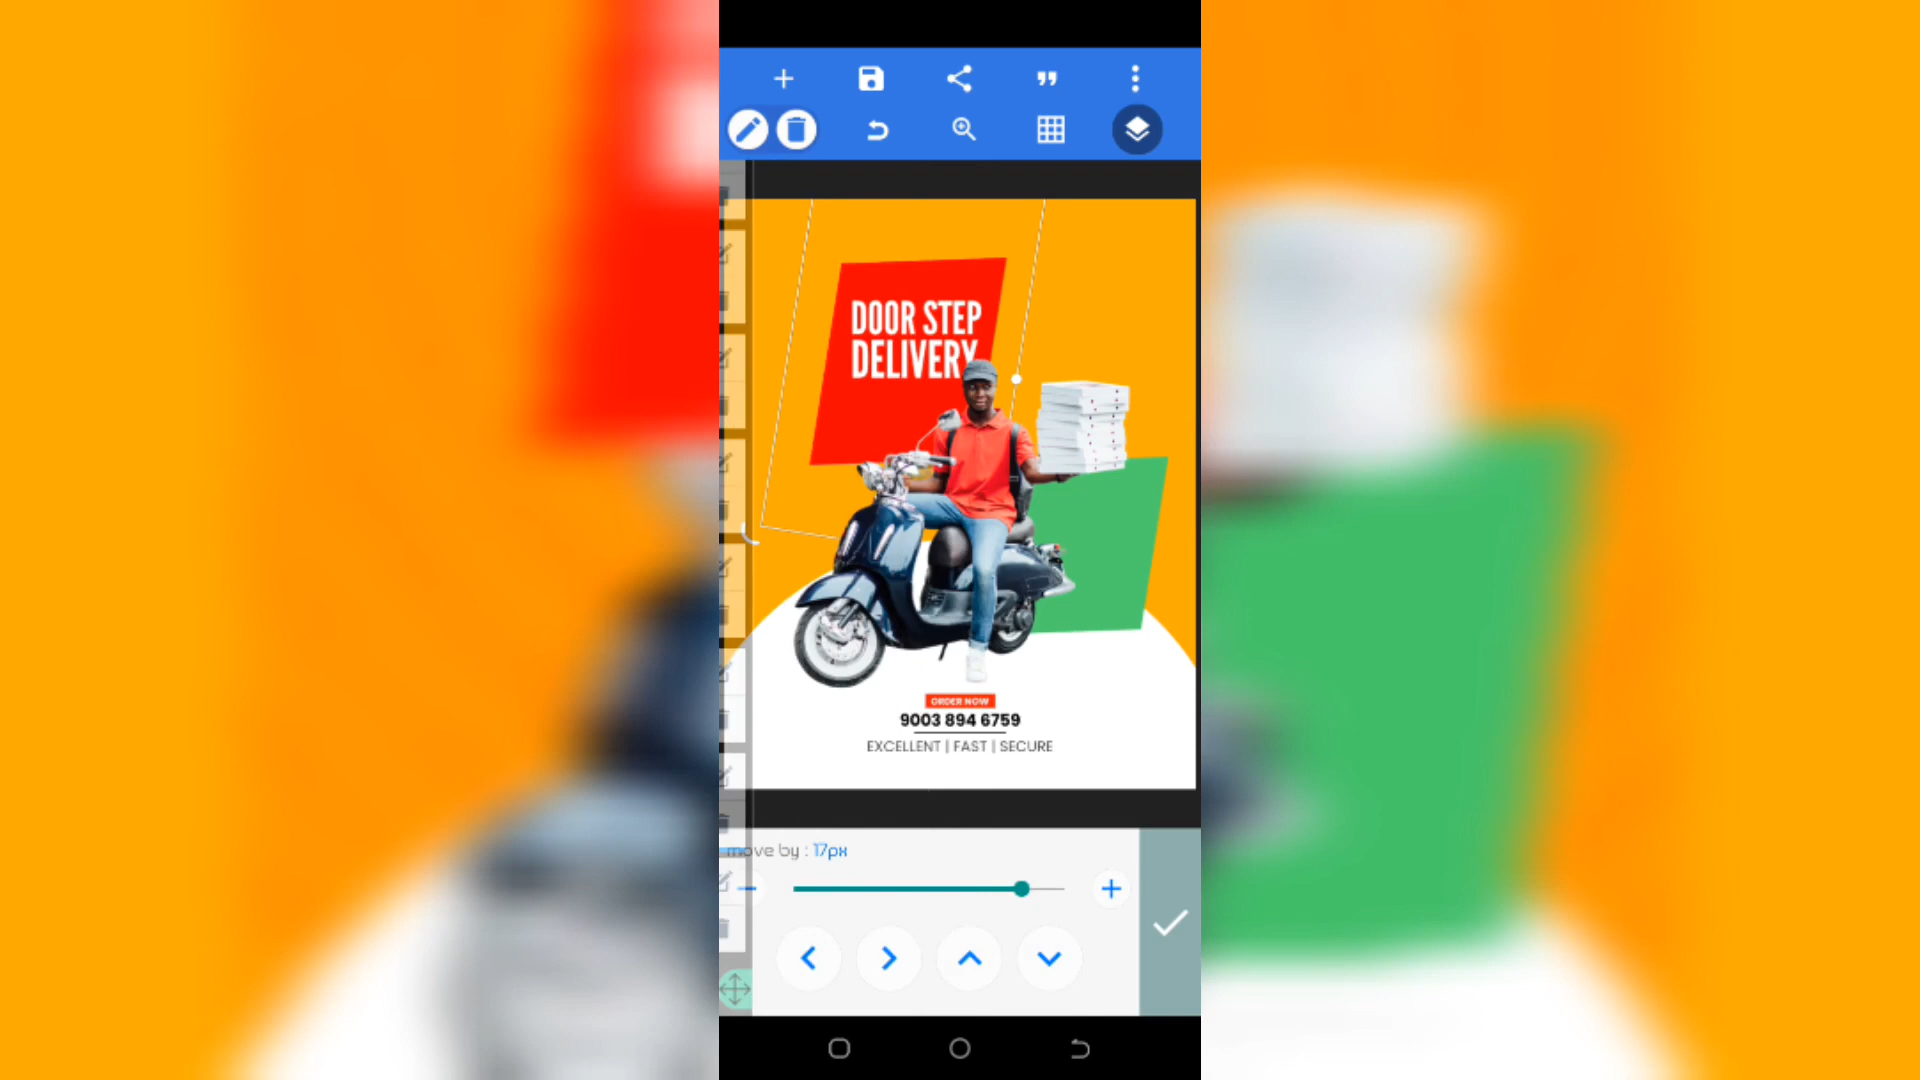 DOOR STEP
DELIVERY
ORDER NOW
9003 894 6759
EXCELLENT | FAST | SECURE
move by : 17px